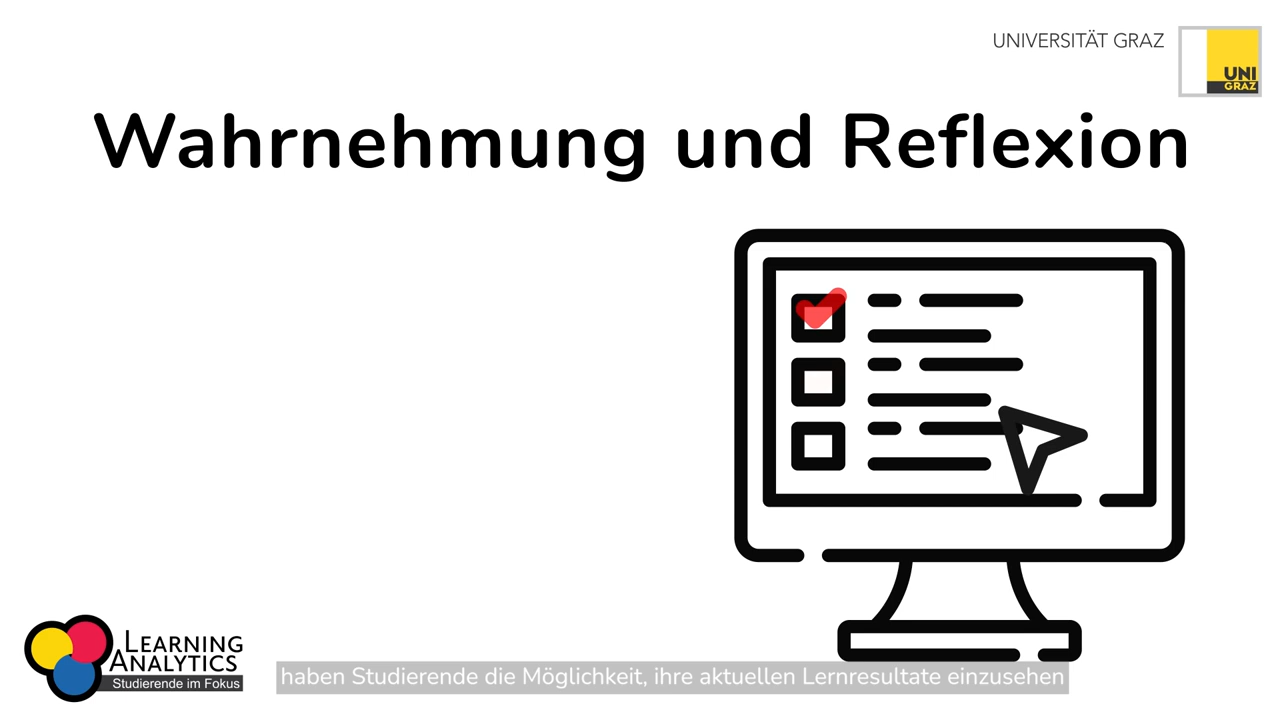 UNIVERSITÄT GRAZ
UNI
GRAZ
Wahrnehmung und Reflexion
LEARNING
ANALYTICS
Studierende im Fokus
haben Studierende die Möglichkeit, ihre aktuellen Lernresultate einzusehen